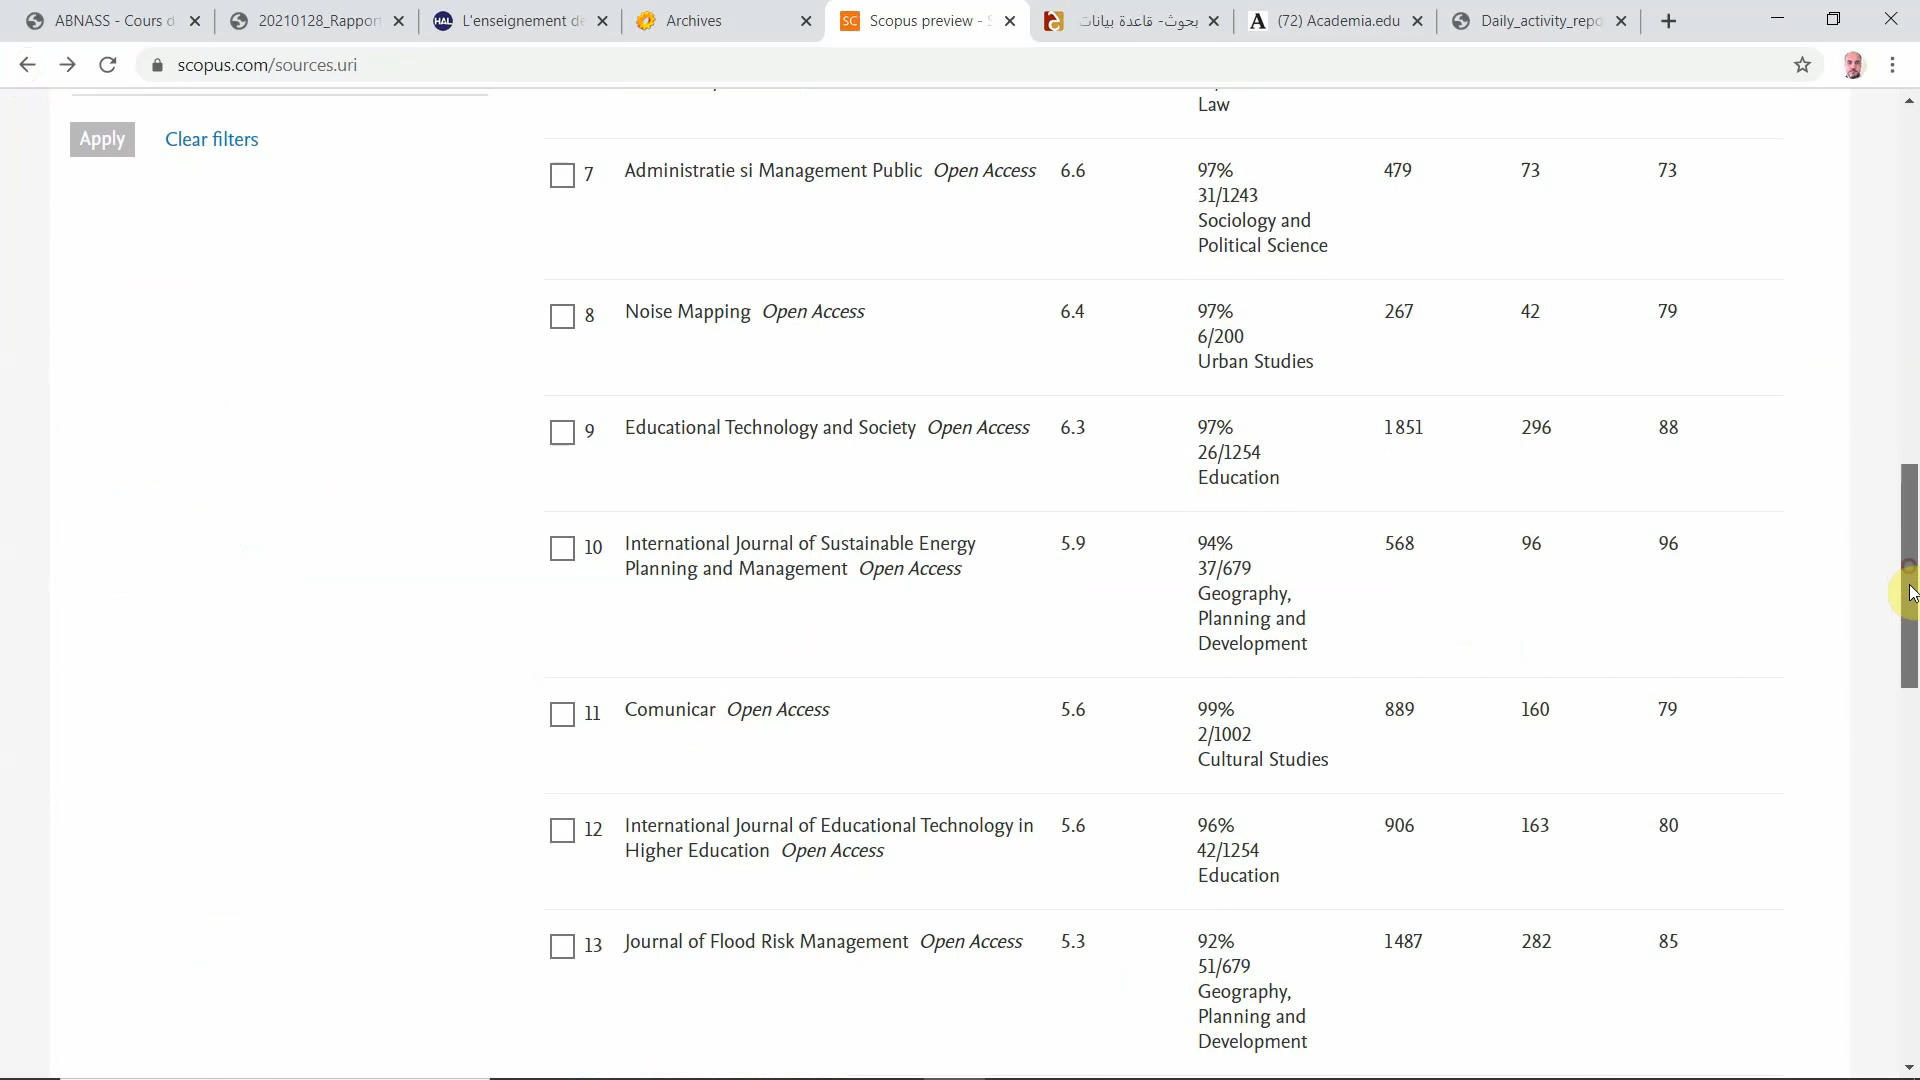 ABNASS - Cours d
20210128_Rapport
HAL
L'enseignement de
Archives
SC
Scopus preview - S
بحوث- قاعدة بيانات
A
(72) Academia.edu
Daily_activity_repo
scopus.com/sources.uri
Law
Apply
Clear filters
7 Administratie si Management Public Open Access 6.6 97% 479 73 73
31/1243
Sociology and
Political Science
8 Noise Mapping Open Access 6.4 97% 267 42 79
6/200
Urban Studies
9 Educational Technology and Society Open Access 6.3 97% 1851 296 88
26/1254
Education
10 International Journal of Sustainable Energy 5.9 94% 568 96 96
Planning and Management Open Access 37/679
Geography,
Planning and
Development
11 Comunicar Open Access 5.6 99% 889 160 79
2/1002
Cultural Studies
12 International Journal of Educational Technology in 5.6 96% 906 163 80
Higher Education Open Access 42/1254
Education
13 Journal of Flood Risk Management Open Access 5.3 92% 1487 282 85
51/679
Geography,
Planning and
Development